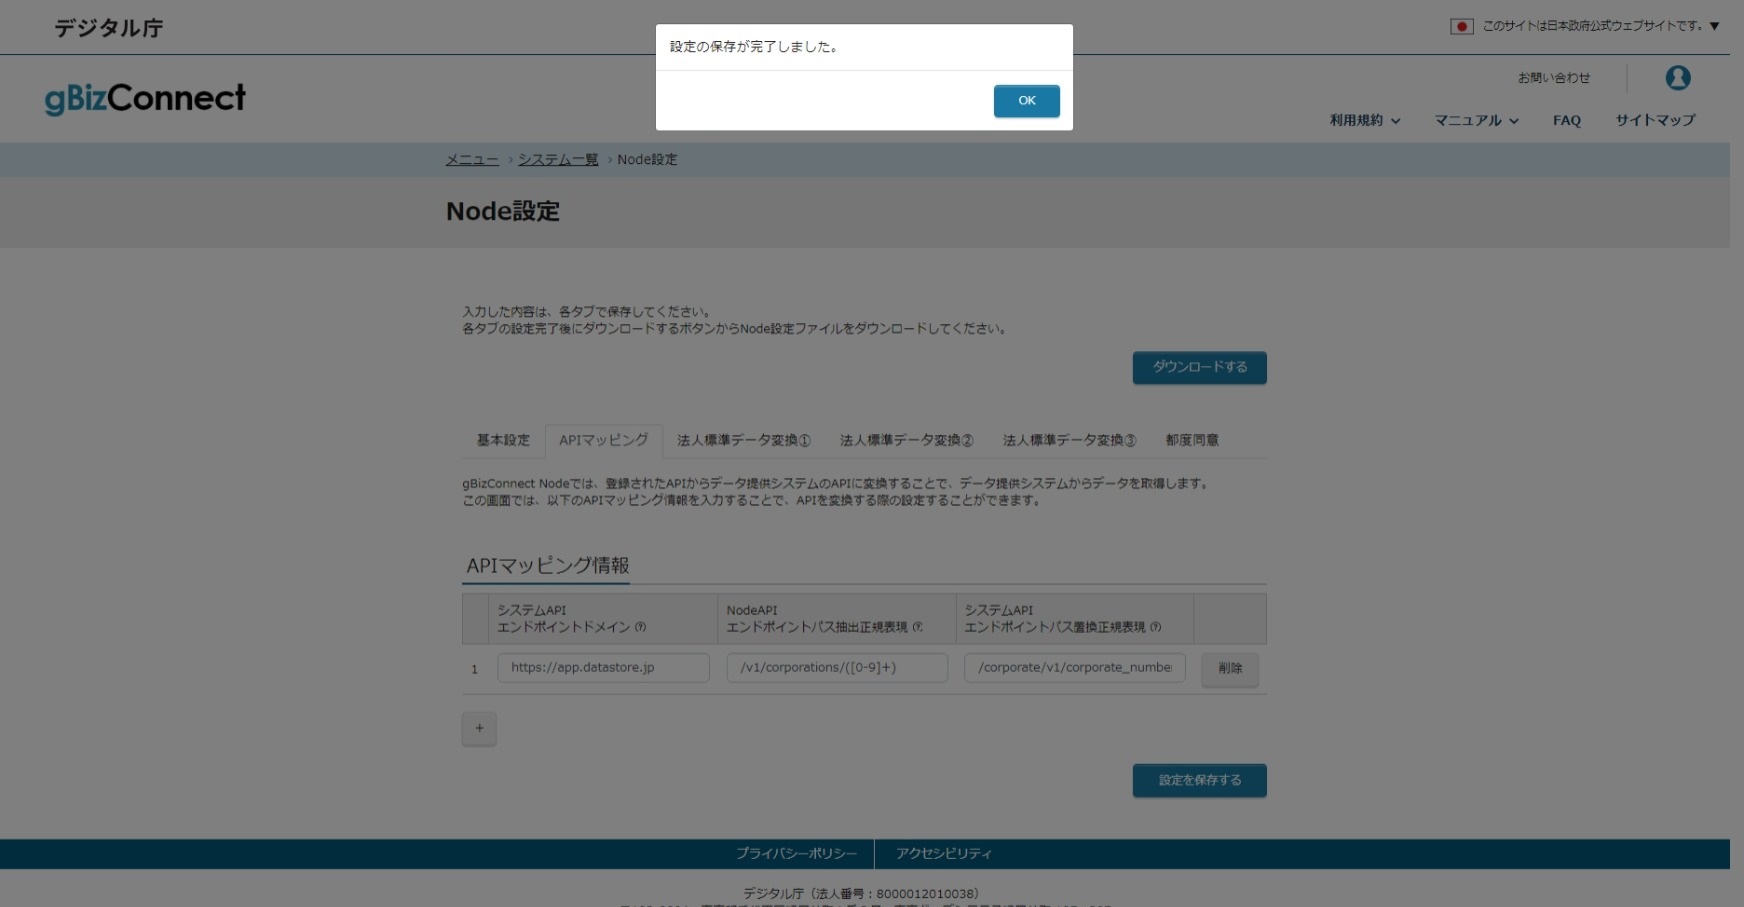 デジタル庁
このサイトは日本政府公式ウェブサイトです。▼
設定の保存が完了しました。
OK
gBizConnect
お問い合わせ
利用規約
マニュアル
FAQ
サイトマップ
メニュー › システム一覧 › Node設定
Node設定
入力した内容は、各タブで保存してください。
各タブの設定完了後にダウンロードするボタンからNode設定ファイルをダウンロードしてください。
ダウンロードする
基本設定 APIマッピング 法人標準データ変換① 法人標準データ変換② 法人標準データ変換③ 都度同意
gBizConnect Nodeでは、登録されたAPIからデータ提供システムのAPIに変換することで、データ提供システムからデータを取得します。
この画面では、以下のAPIマッピング情報を入力することで、APIを変換する際の設定することができます。
APIマッピング情報
システムAPI
エンドポイントドメイン
NodeAPI
エンドポイントパス抽出正規表現
システムAPI
エンドポイントパス置換正規表現
1 https://app.datastore.jp /v1/corporations/([0-9]+) /corporate/v1/corporate_numbe 削除
+
設定を保存する
プライバシーポリシー アクセシビリティ
デジタル庁（法人番号：8000012010038）